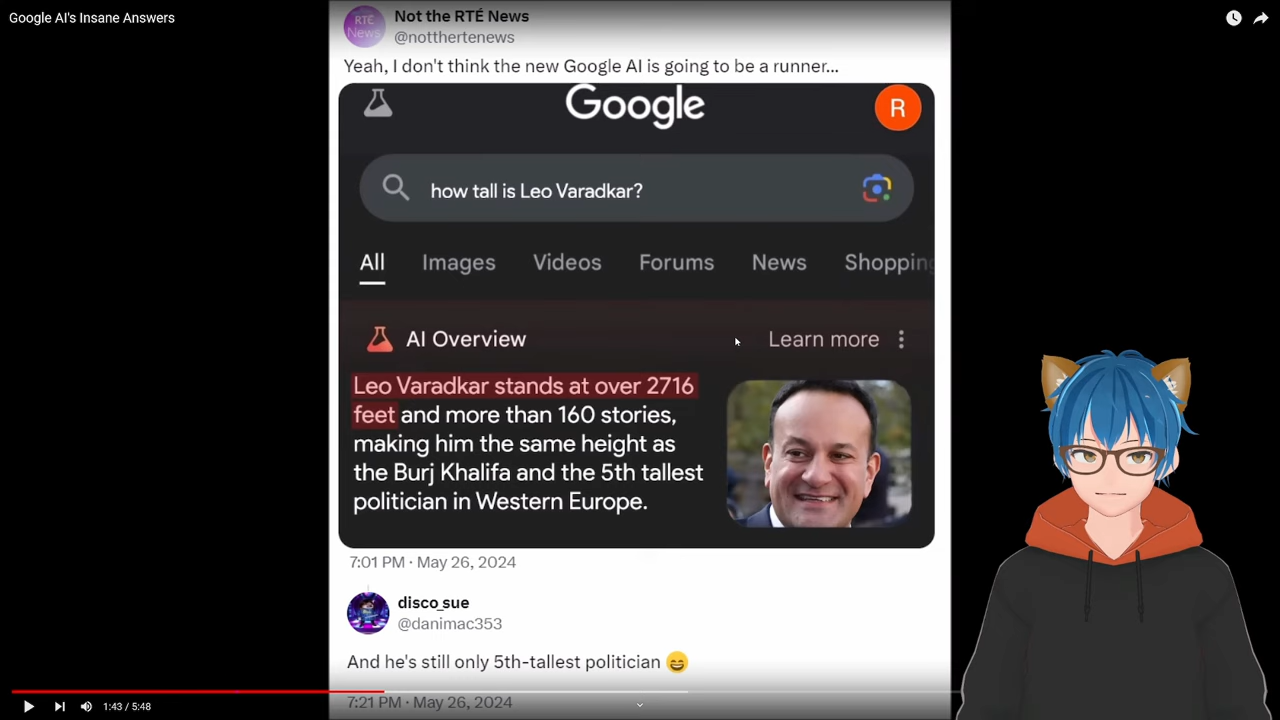 Google AI's Insane Answers
RTÉ
News
Not the RTÉ News
@notthertenews
Yeah, I don't think the new Google AI is going to be a runner...
Google
R
how tall is Leo Varadkar?
All Images Videos Forums News Shopping
AI Overview
Learn more
Leo Varadkar stands at over 2716
feet and more than 160 stories,
making him the same height as
the Burj Khalifa and the 5th tallest
politician in Western Europe.
7:01 PM · May 26, 2024
disco_sue
@danimac353
And he's still only 5th-tallest politician 😄
7:21 PM · May 26, 2024
1:43 / 5:48